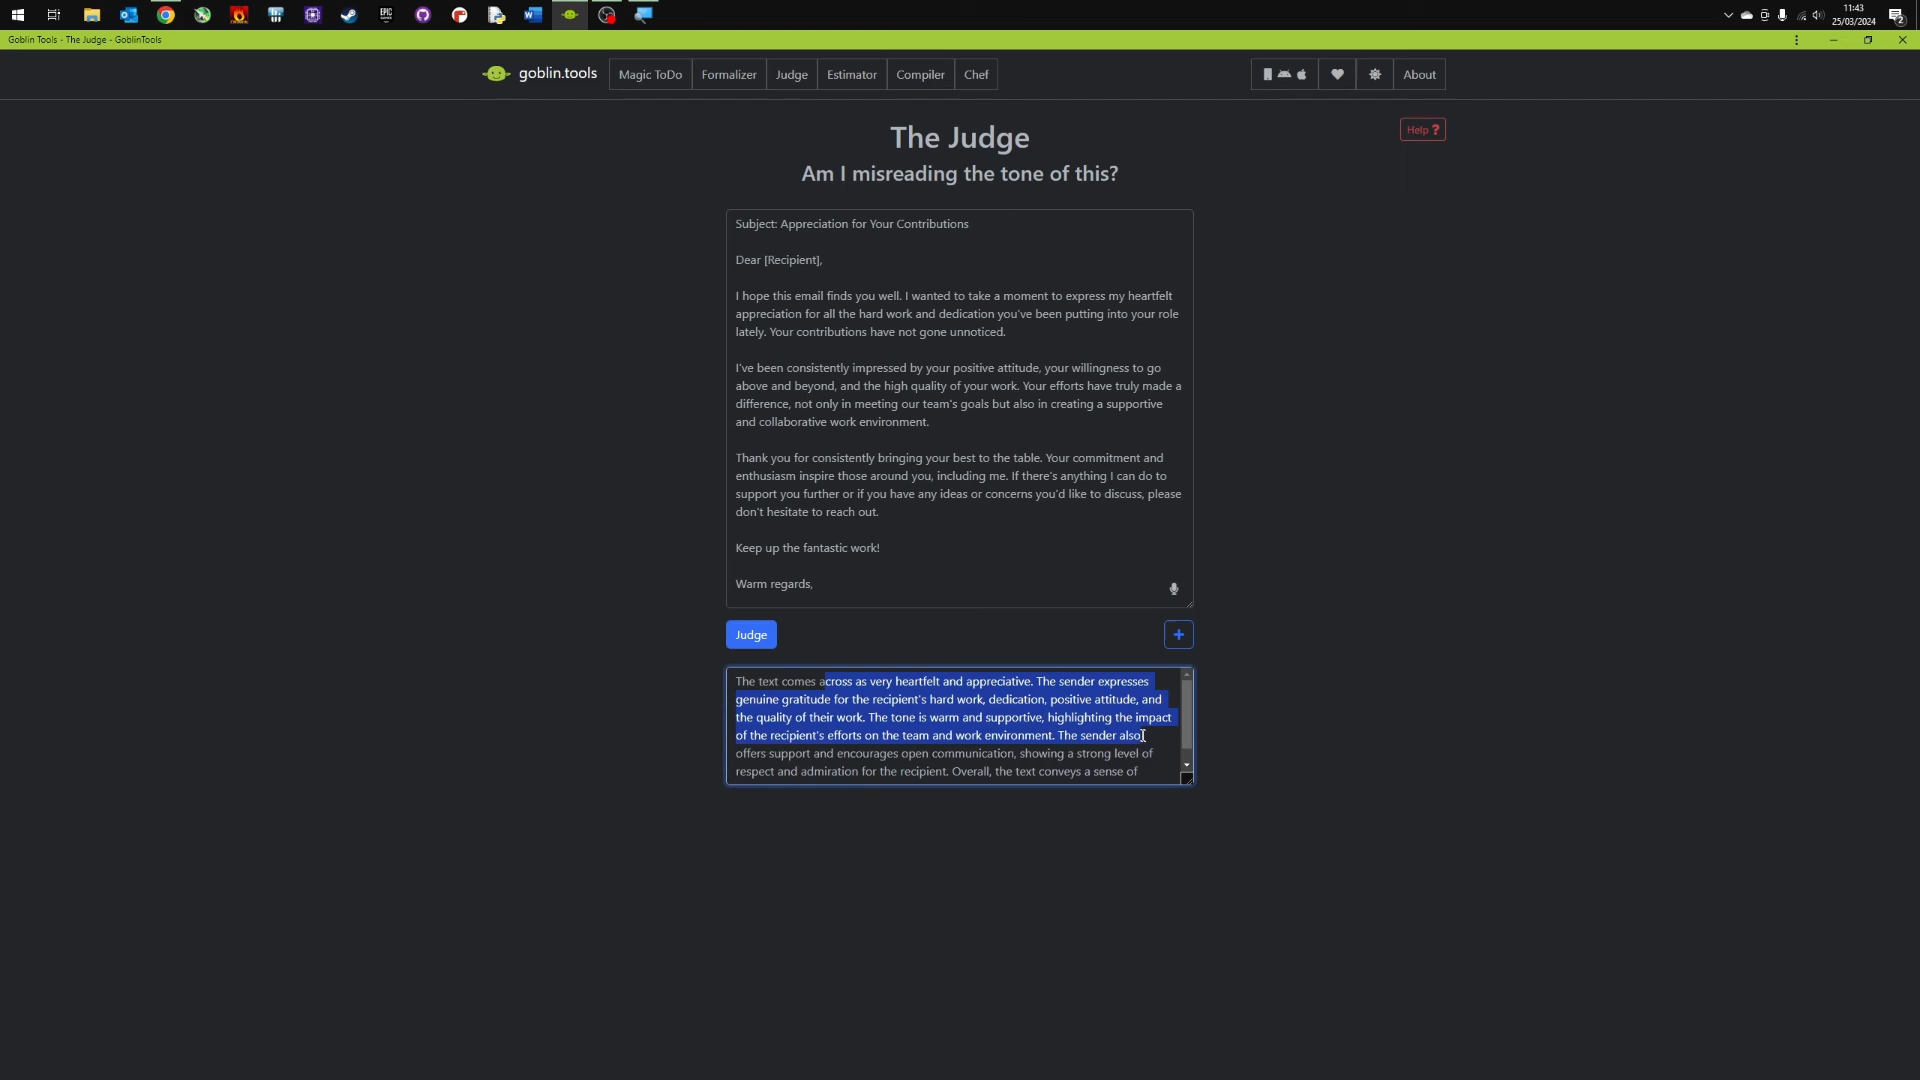 11:43
25/03/2024
2
Goblin Tools - The Judge - GoblinTools
goblin.tools
Magic ToDo
Formalizer
Judge
Estimator
Compiler
Chef
About
The Judge
Help ?
Am I misreading the tone of this?
Subject: Appreciation for Your Contributions
Dear [Recipient],
I hope this email finds you well. I wanted to take a moment to express my heartfelt
appreciation for all the hard work and dedication you've been putting into your role
lately. Your contributions have not gone unnoticed.
I've been consistently impressed by your positive attitude, your willingness to go
above and beyond, and the high quality of your work. Your efforts have truly made a
difference, not only in meeting our team's goals but also in creating a supportive
and collaborative work environment.
Thank you for consistently bringing your best to the table. Your commitment and
enthusiasm inspire those around you, including me. If there's anything I can do to
support you further or if you have any ideas or concerns you'd like to discuss, please
don't hesitate to reach out.
Keep up the fantastic work!
Warm regards,
Judge
+
The text comes across as very heartfelt and appreciative. The sender expresses
genuine gratitude for the recipient's hard work, dedication, positive attitude, and
the quality of their work. The tone is warm and supportive, highlighting the impact
of the recipient's efforts on the team and work environment. The sender also
offers support and encourages open communication, showing a strong level of
respect and admiration for the recipient. Overall, the text conveys a sense of